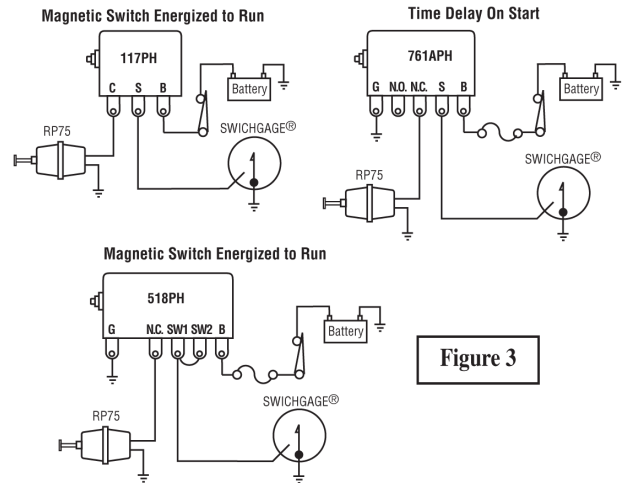 Magnetic Switch Energized to Run
117PH
C S B
Battery
RP75
SWICHGAGE®
Time Delay On Start
761APH
G N.O. N.C. S B
Battery
RP75
SWICHGAGE®
Magnetic Switch Energized to Run
518PH
G N.C. SW1 SW2 B
Battery
RP75
SWICHGAGE®
Figure 3